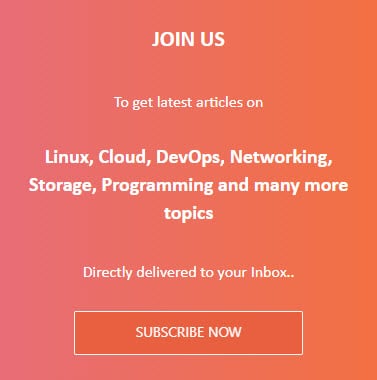 JOIN US
To get latest articles on
Linux, Cloud, DevOps, Networking,
Storage, Programming and many more
topics
Directly delivered to your Inbox..
SUBSCRIBE NOW